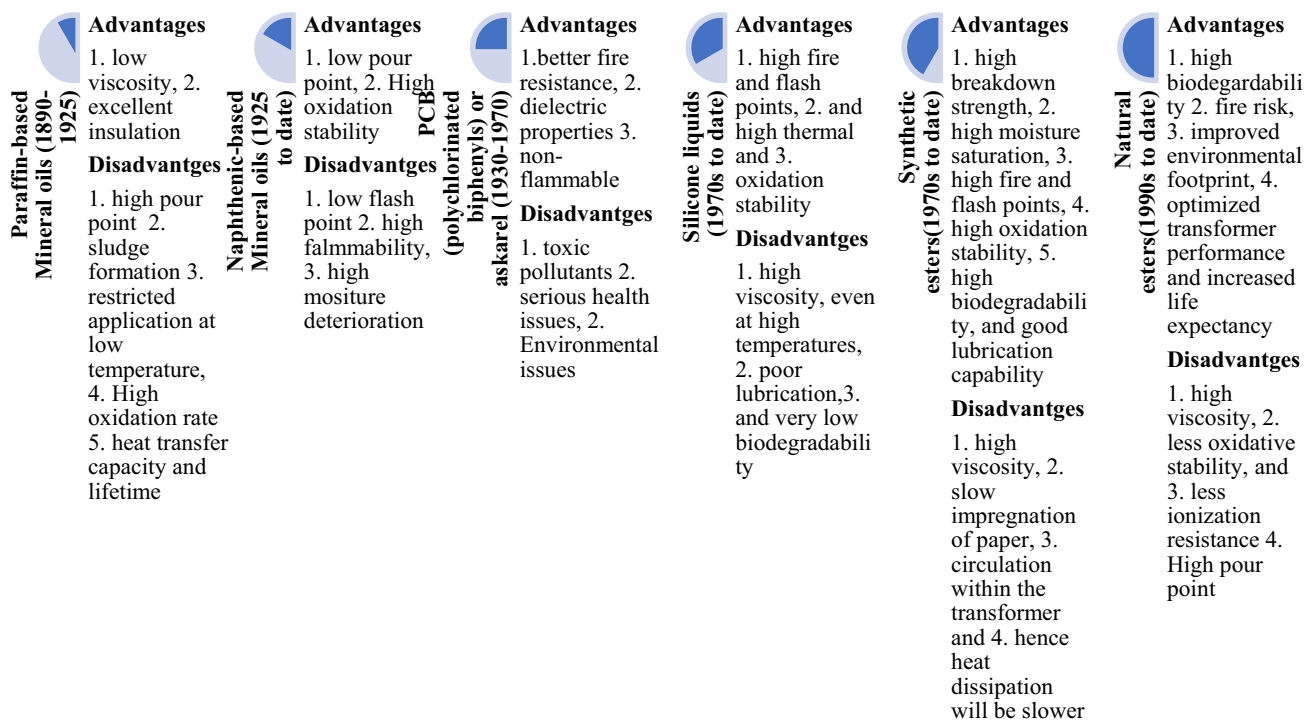 Paraffin-based
Mineral oils (1890-
1925)
Advantages
1. low
viscosity, 2.
excellent
insulation
Disadvantges
1. high pour
point  2.
sludge
formation 3.
restricted
application at
low
temperature,
4. High
oxidation rate
5. heat transfer
capacity and
lifetime
Naphthenic-based
Mineral oils (1925
to date)
Advantages
1. low pour
point, 2. High
oxidation
stability
Disadvantages
1. low flash
point 2. high
falmmability,
3. high
mositure
deterioration
PCB
(polychlorinated
biphenyls) or
askarel (1930-1970)
Advantages
1.better fire
resistance, 2.
dielectric
properties 3.
non-
flammable
Disadvantges
1. toxic
pollutants 2.
serious health
issues, 2.
Environmental
issues
Silicone liquids
(1970s to date)
Advantages
1. high fire
and flash
points, 2. and
high thermal
and 3.
oxidation
stability
Disadvantges
1. high
viscosity, even
at high
temperatures,
2. poor
lubrication,3.
and very low
biodegradabili
ty
Synthetic
esters(1970s to date)
Advantages
1. high
breakdown
strength, 2.
high moisture
saturation, 3.
high fire and
flash points, 4.
high oxidation
stability, 5.
high
biodegradabili
ty, and good
lubrication
capability
Disadvantges
1. high
viscosity, 2.
slow
impregnation
of paper, 3.
circulation
within the
transformer
and 4. hence
heat
dissipation
will be slower
Natural
esters(1990s to date)
Advantages
1. high
biodegardabili
ty 2. fire risk,
3. improved
environmental
footprint, 4.
optimized
transformer
performance
and increased
life
expectancy
Disadvantges
1. high
viscosity, 2.
less oxidative
stability, and
3. less
ionization
resistance 4.
High pour
point